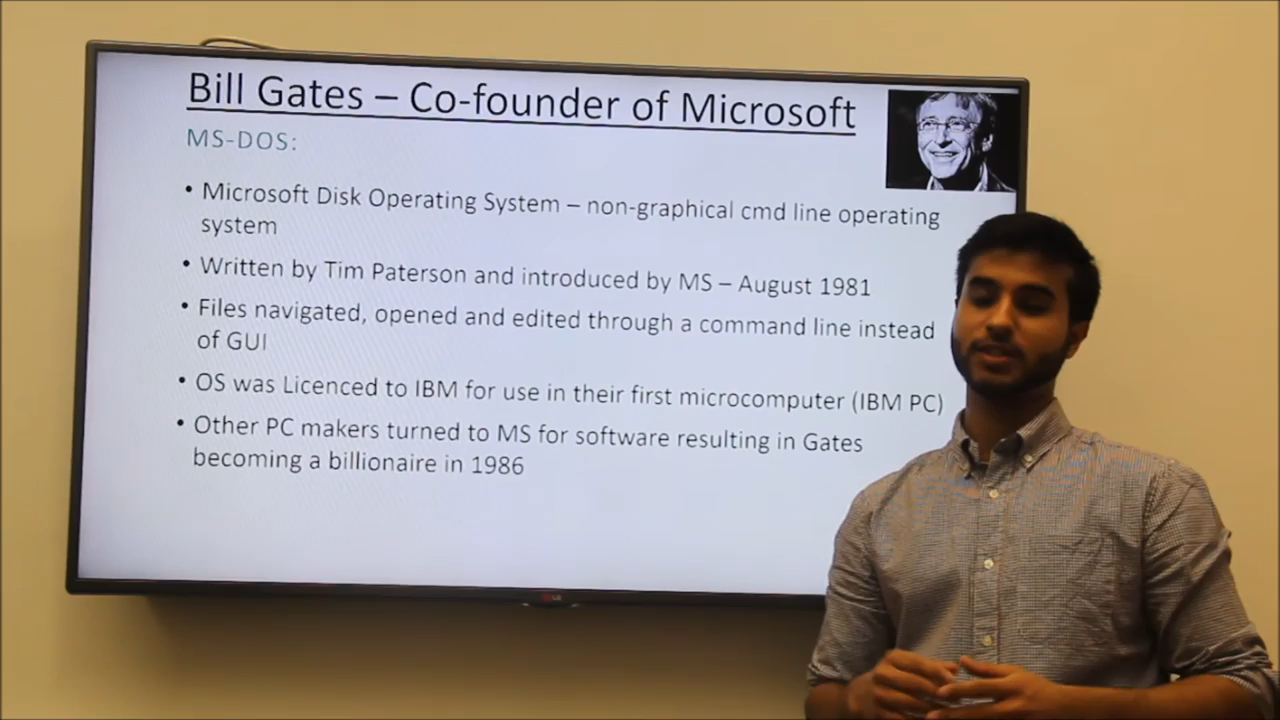 Bill Gates – Co-founder of Microsoft
MS-DOS:
• Microsoft Disk Operating System – non-graphical cmd line operating
system
• Written by Tim Paterson and introduced by MS – August 1981
• Files navigated, opened and edited through a command line instead
of GUI
• OS was Licenced to IBM for use in their first microcomputer (IBM PC)
• Other PC makers turned to MS for software resulting in Gates
becoming a billionaire in 1986
LG